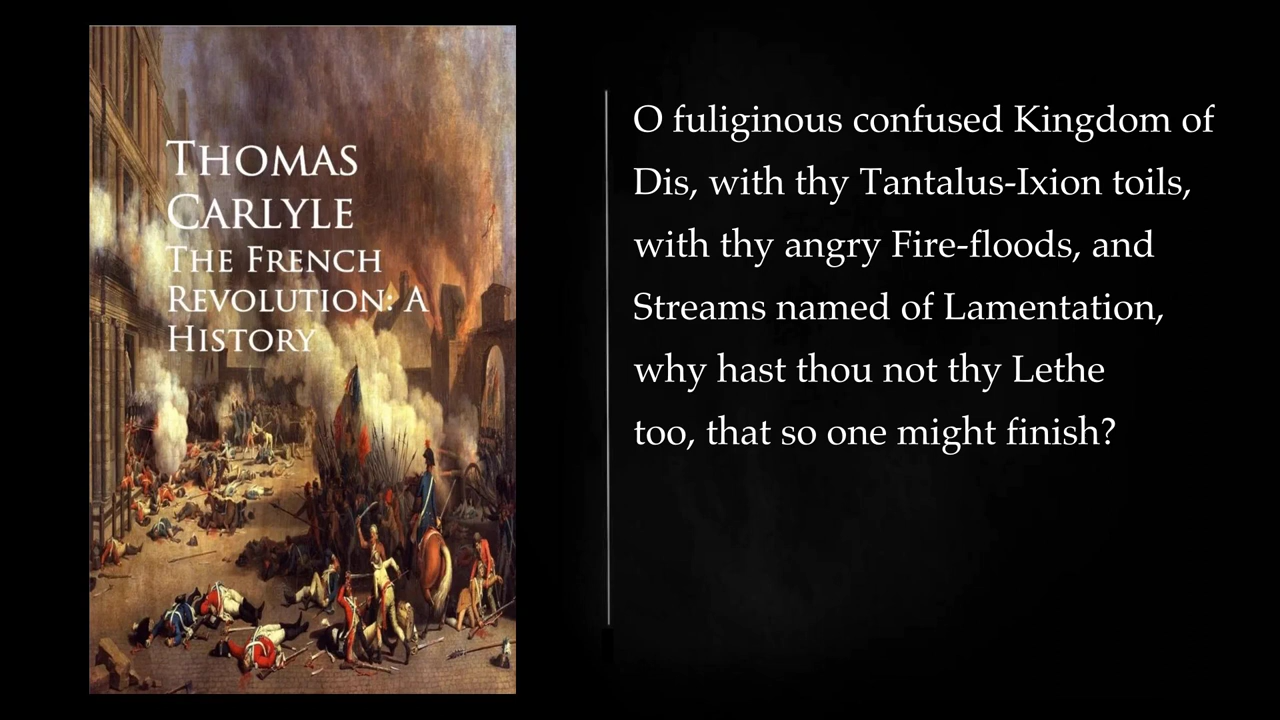 THOMAS
CARLYLE
THE FRENCH
REVOLUTION: A
HISTORY
O fuliginous confused Kingdom of
Dis, with thy Tantalus-Ixion toils,
with thy angry Fire-floods, and
Streams named of Lamentation,
why hast thou not thy Lethe
too, that so one might finish?